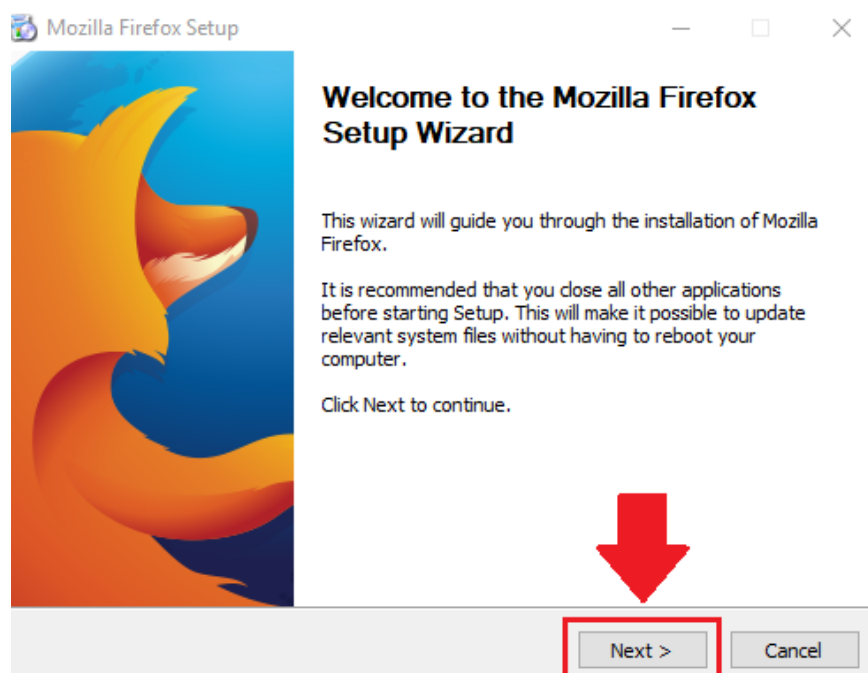 Mozilla Firefox Setup
Welcome to the Mozilla Firefox
Setup Wizard
This wizard will guide you through the installation of Mozilla
Firefox.
It is recommended that you close all other applications
before starting Setup. This will make it possible to update
relevant system files without having to reboot your
computer.
Click Next to continue.
Next >
Cancel